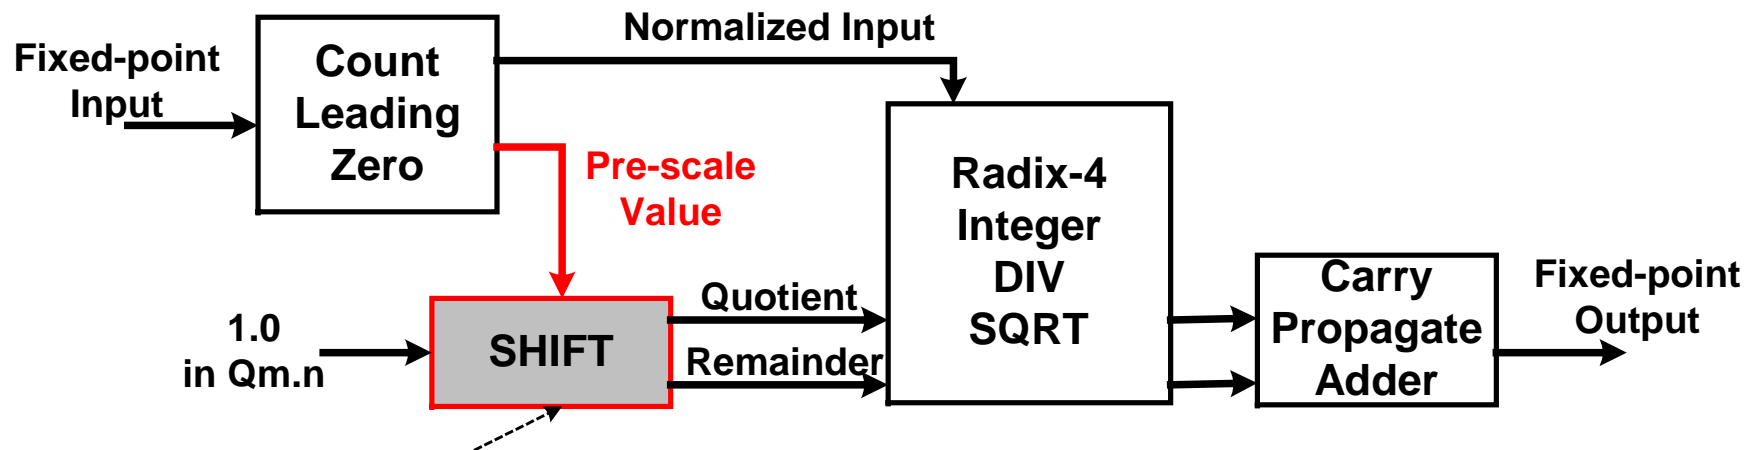 Fixed-point
Input
Count
Leading
Zero
Normalized Input
Pre-scale
Value
1.0
in Qm.n
SHIFT
Quotient
Remainder
Radix-4
Integer
DIV
SQRT
Carry
Propagate
Adder
Fixed-point
Output